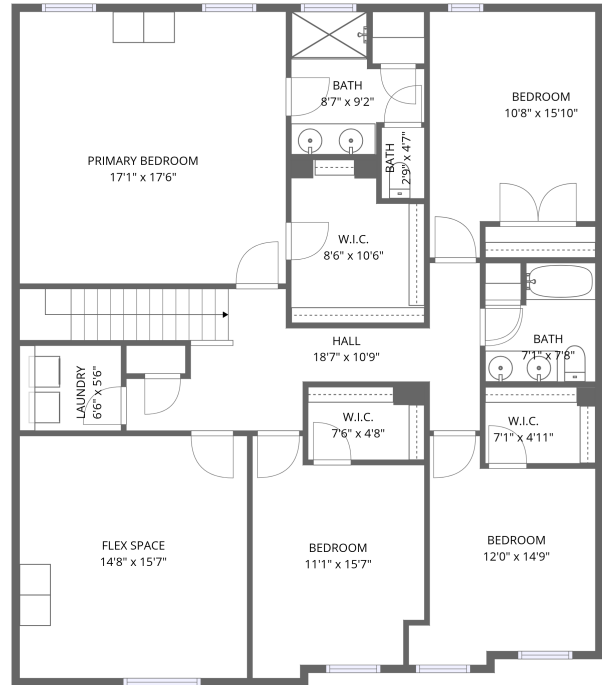 BATH
8'7" x 9'2"
BEDROOM
10'8" x 15'10"
PRIMARY BEDROOM
17'1" x 17'6"
BATH
2'9" x 4'7"
W.I.C.
8'6" x 10'6"
HALL
18'7" x 10'9"
BATH
7'1" x 7'8"
LAUNDRY
6'6" x 5'6"
W.I.C.
7'6" x 4'8"
W.I.C.
7'1" x 4'11"
FLEX SPACE
14'8" x 15'7"
BEDROOM
11'1" x 15'7"
BEDROOM
12'0" x 14'9"